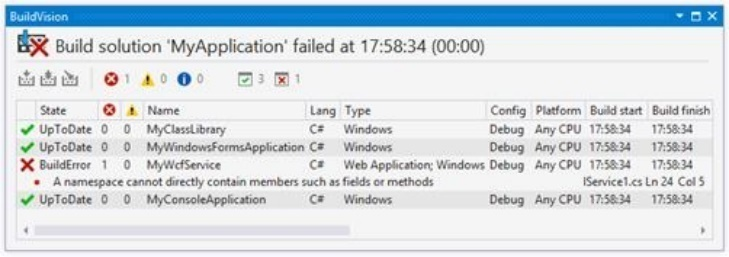 BuildVision
Build solution 'MyApplication' failed at 17:58:34 (00:00)
1 0 0 3 1
State Name Lang Type Config Platform Build start Build finish
UpToDate 0 0 MyClassLibrary C# Windows Debug Any CPU 17:58:34 17:58:34
UpToDate 0 0 MyWindowsFormsApplication C# Windows Debug Any CPU 17:58:34 17:58:34
BuildError 1 0 MyWcfService C# Web Application; Windows Debug Any CPU 17:58:34 17:58:34
A namespace cannot directly contain members such as fields or methods IService1.cs Ln 24 Col 5
UpToDate 0 0 MyConsoleApplication C# Windows Debug Any CPU 17:58:34 17:58:34